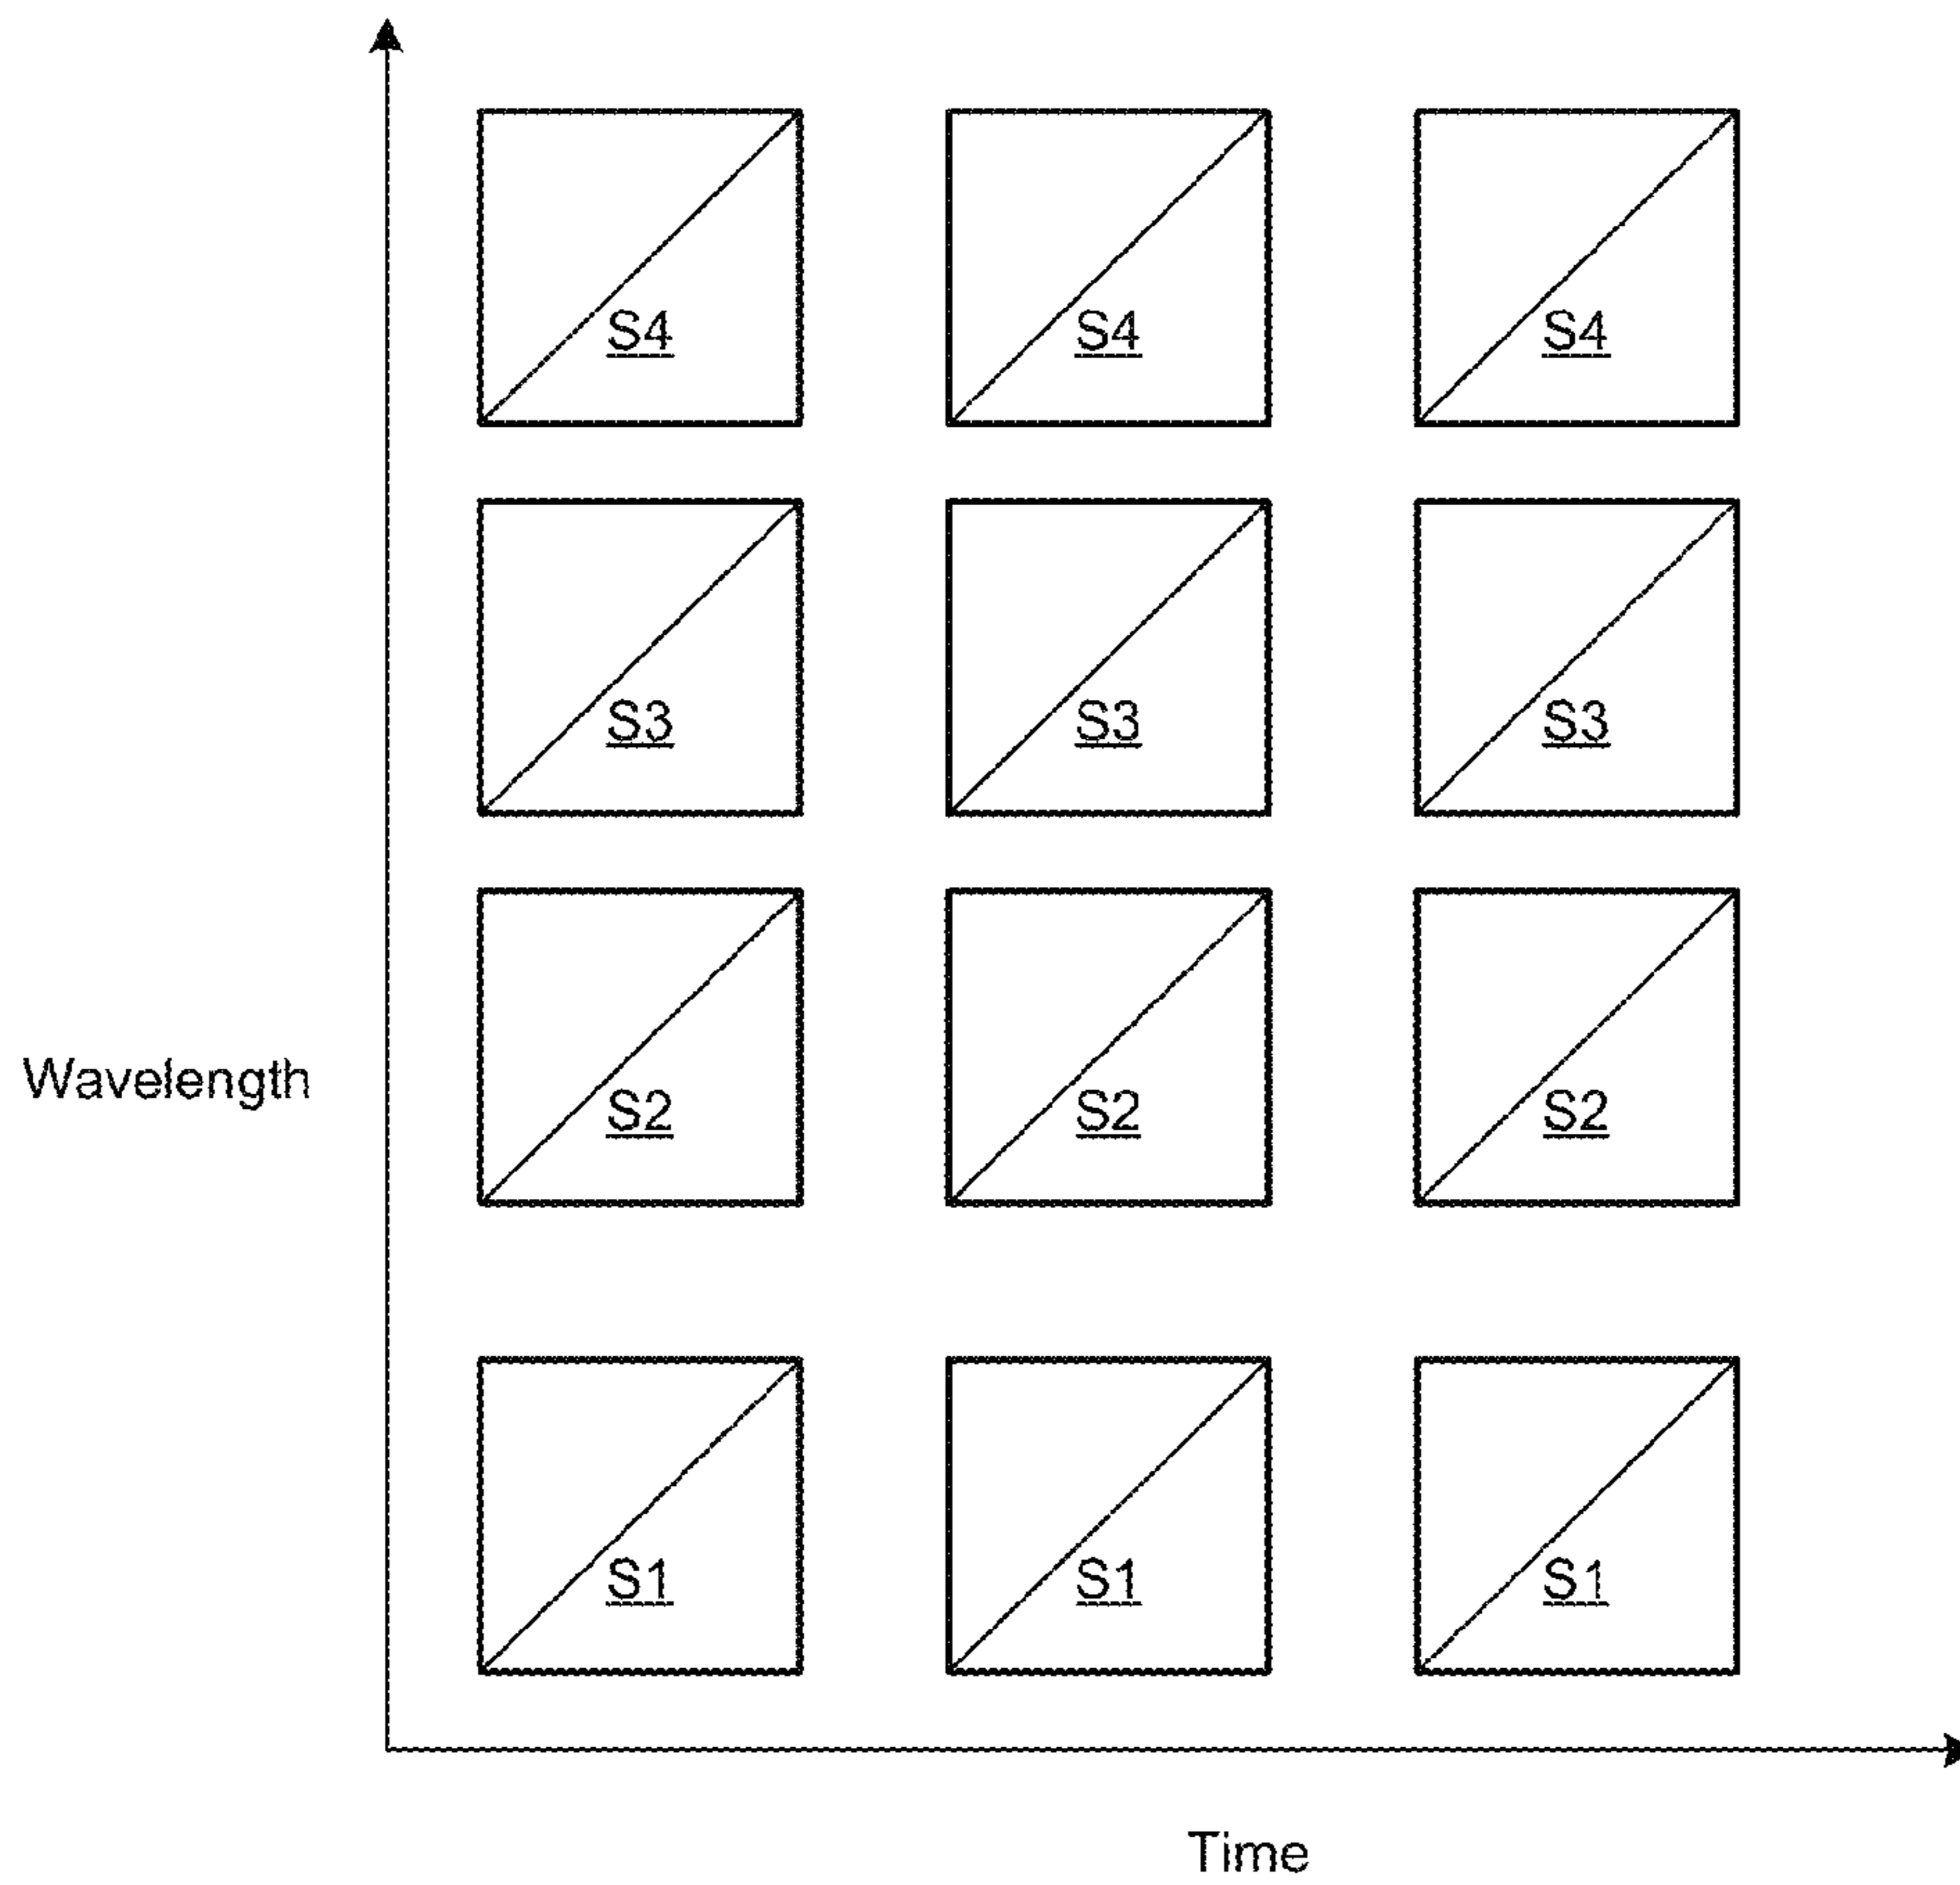 S4 S4 S4
S3 S3 S3
Wavelength
S2 S2 S2
S1 S1 S1
Time